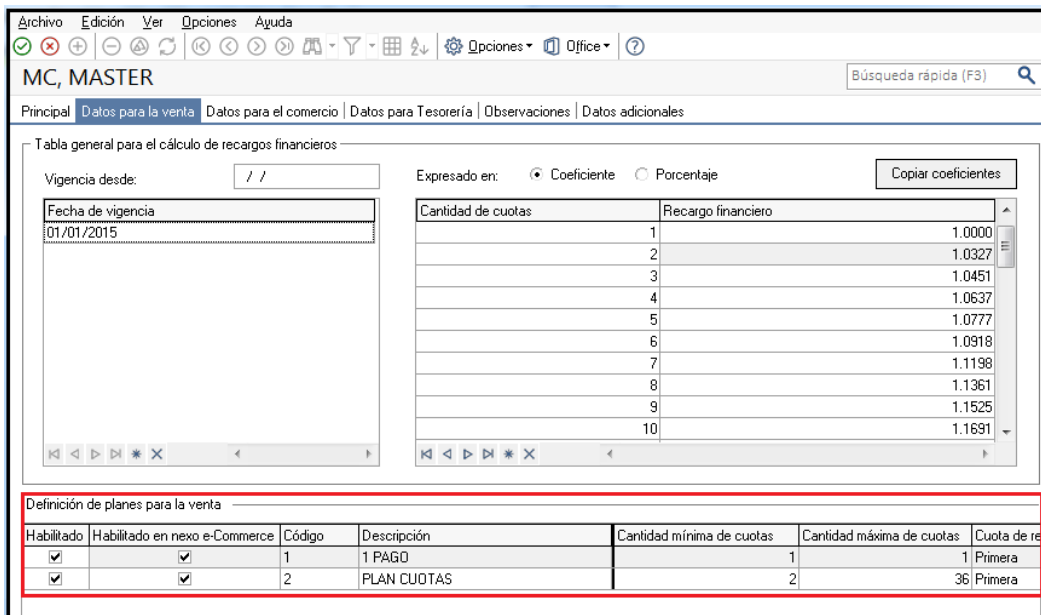 Archivo Edición Ver Opciones Ayuda
Opciones Office
MC, MASTER
Búsqueda rápida (F3)
Principal Datos para la venta Datos para el comercio Datos para Tesorería Observaciones Datos adicionales
Tabla general para el cálculo de recargos financieros
Vigencia desde: / / Expresado en: Coeficiente Porcentaje Copiar coeficientes
Fecha de vigencia
01/01/2015
Cantidad de cuotas Recargo financiero
1 1.0000
2 1.0327
3 1.0451
4 1.0637
5 1.0777
6 1.0918
7 1.1198
8 1.1361
9 1.1525
10 1.1691
Definición de planes para la venta
Habilitado Habilitado en nexo e-Commerce Código Descripción Cantidad mínima de cuotas Cantidad máxima de cuotas Cuota de re
1 1 PAGO 1 1 Primera
2 PLAN CUOTAS 2 36 Primera